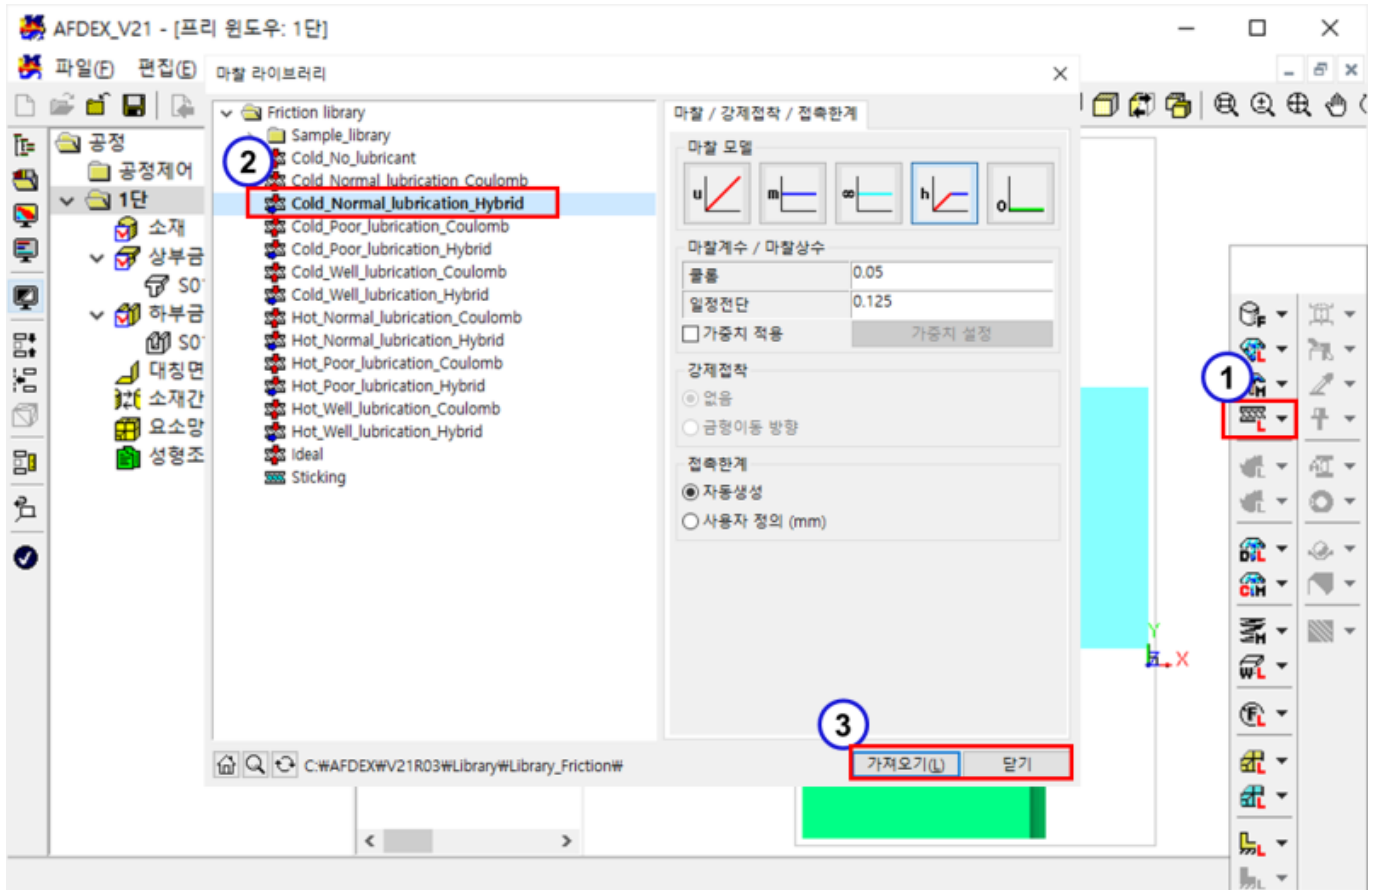 AFDEX_V21 - [프리 윈도우: 1단]
파일(F) 편집(E)
마찰 라이브러리
공정
공정제어
1단
소재
상부금
S01
하부금
S01
대칭면
소재간
요소망
성형조
Friction library
Sample_library
Cold_No_lubricant
Cold_Normal_lubrication_Coulomb
Cold_Normal_lubrication_Hybrid
Cold_Poor_lubrication_Coulomb
Cold_Poor_lubrication_Hybrid
Cold_Well_lubrication_Coulomb
Cold_Well_lubrication_Hybrid
Hot_Normal_lubrication_Coulomb
Hot_Normal_lubrication_Hybrid
Hot_Poor_lubrication_Coulomb
Hot_Poor_lubrication_Hybrid
Hot_Well_lubrication_Coulomb
Hot_Well_lubrication_Hybrid
Ideal
Sticking
2
마찰 / 강제접착 / 접촉한계
마찰 모델
u m ∞ h o
마찰계수 / 마찰상수
쿨롱 0.05
일정전단 0.125
가중치 적용 가중치 설정
강제접착
없음
금형이동 방향
접촉한계
자동생성
사용자 정의 (mm)
3
C:₩AFDEX₩V21R03₩Library₩Library_Friction₩
가져오기(L) 닫기
1
Y
X